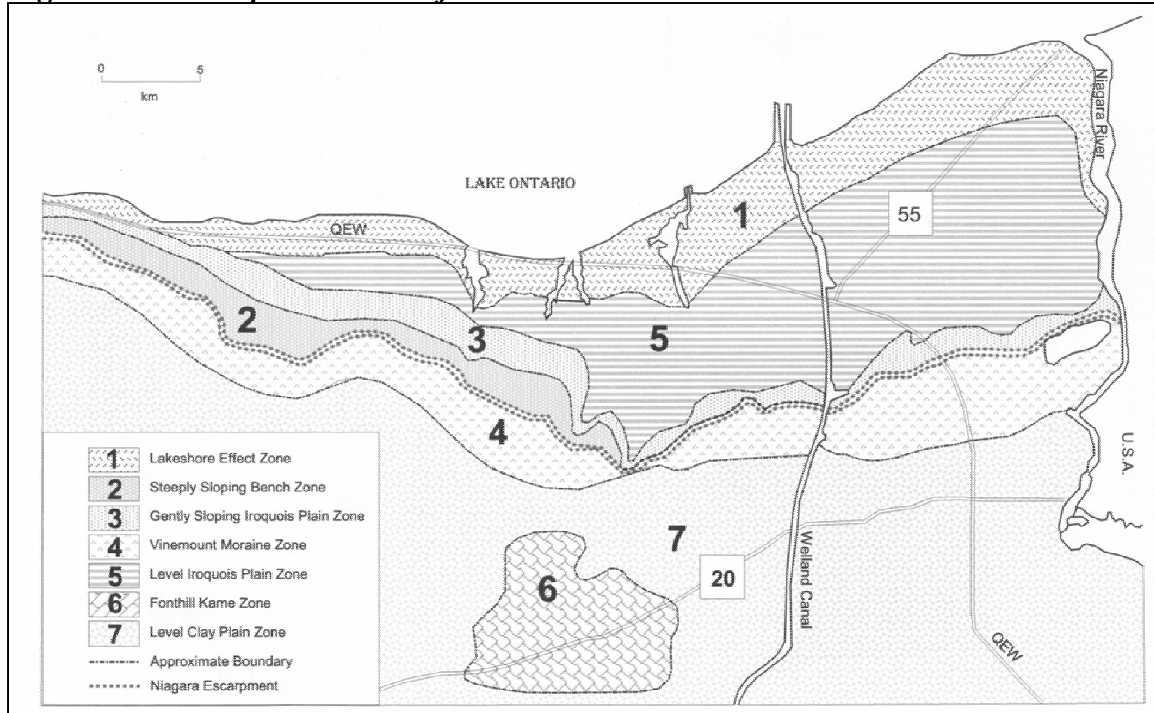 0 5
km
LAKE ONTARIO
Niagara River
QEW
1
55
2
3
5
4
U.S.A.
7
6
20
Welland Canal
QEW
1 Lakeshore Effect Zone
2 Steeply Sloping Bench Zone
3 Gently Sloping Iroquois Plain Zone
4 Vinemount Moraine Zone
5 Level Iroquois Plain Zone
6 Fonthill Kame Zone
7 Level Clay Plain Zone
Approximate Boundary
Niagara Escarpment